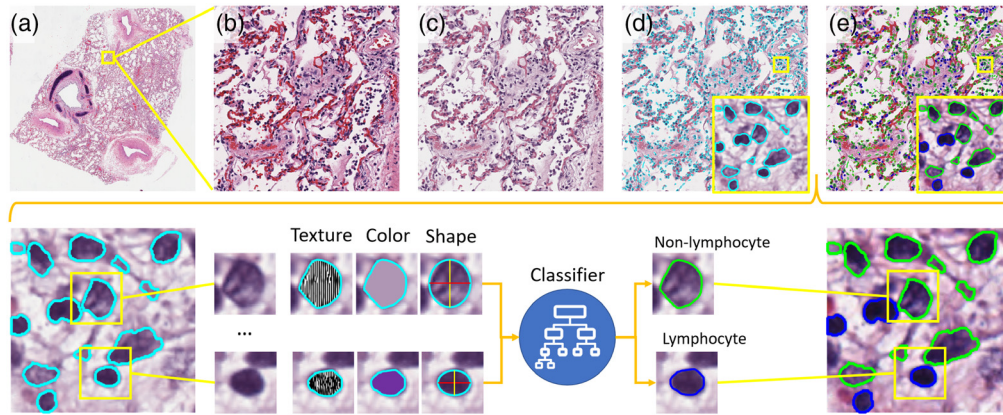 (a)
(b)
(c)
(d)
(e)
Texture Color Shape
Classifier
Non-lymphocyte
...
Lymphocyte